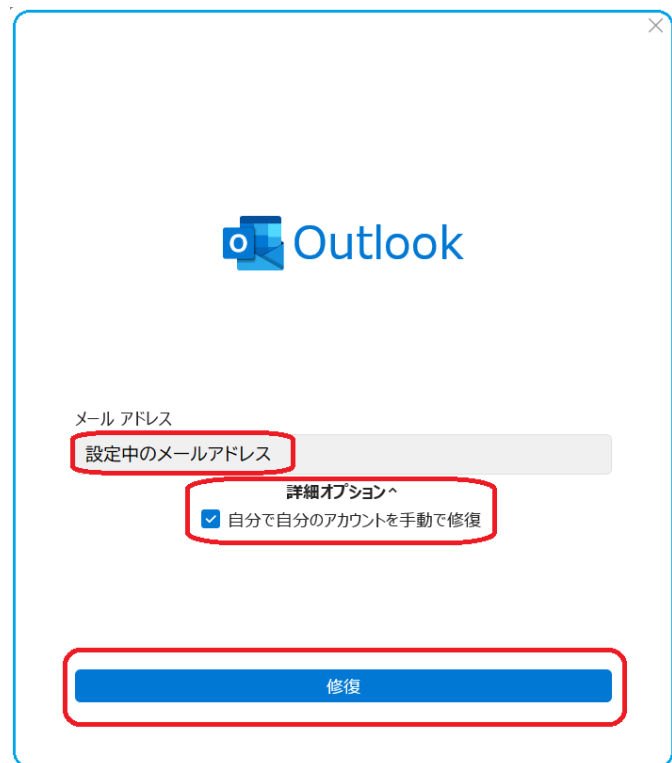 Outlook
メール アドレス
設定中のメールアドレス
詳細オプション^
自分で自分のアカウントを手動で修復
修復